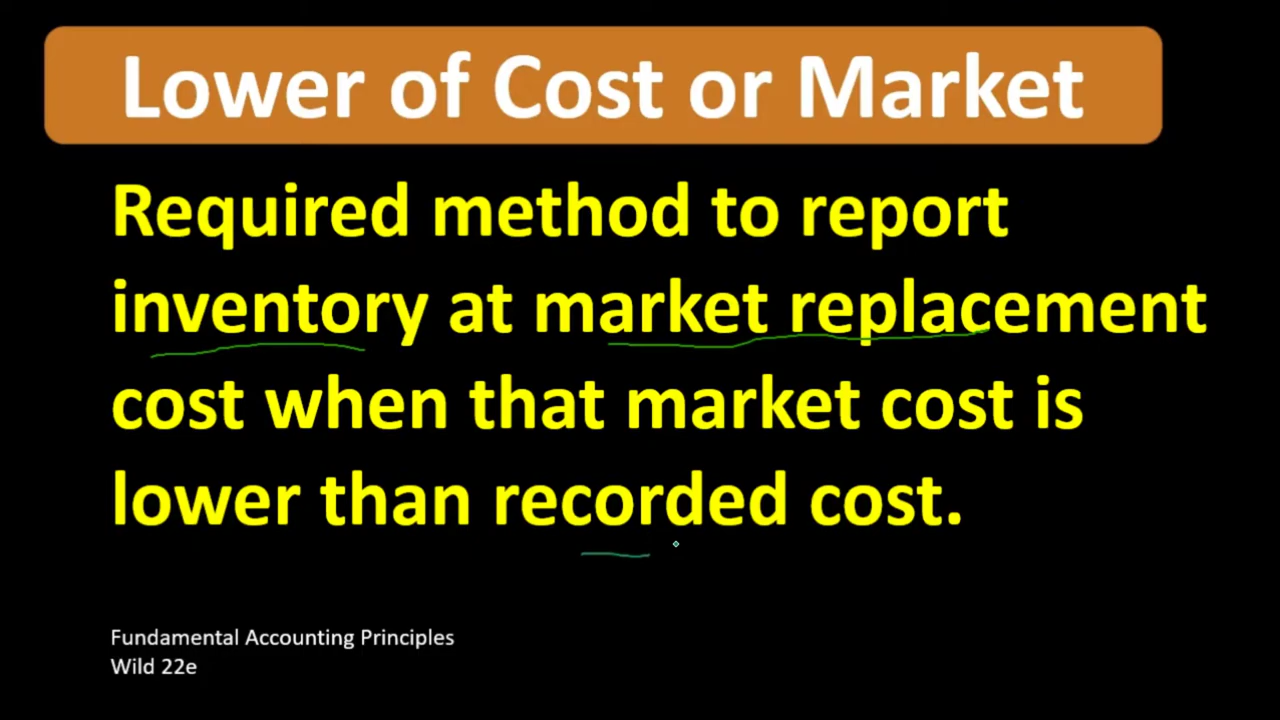 Lower of Cost or Market
Required method to report
inventory at market replacement
cost when that market cost is
lower than recorded cost.
Fundamental Accounting Principles
Wild 22e